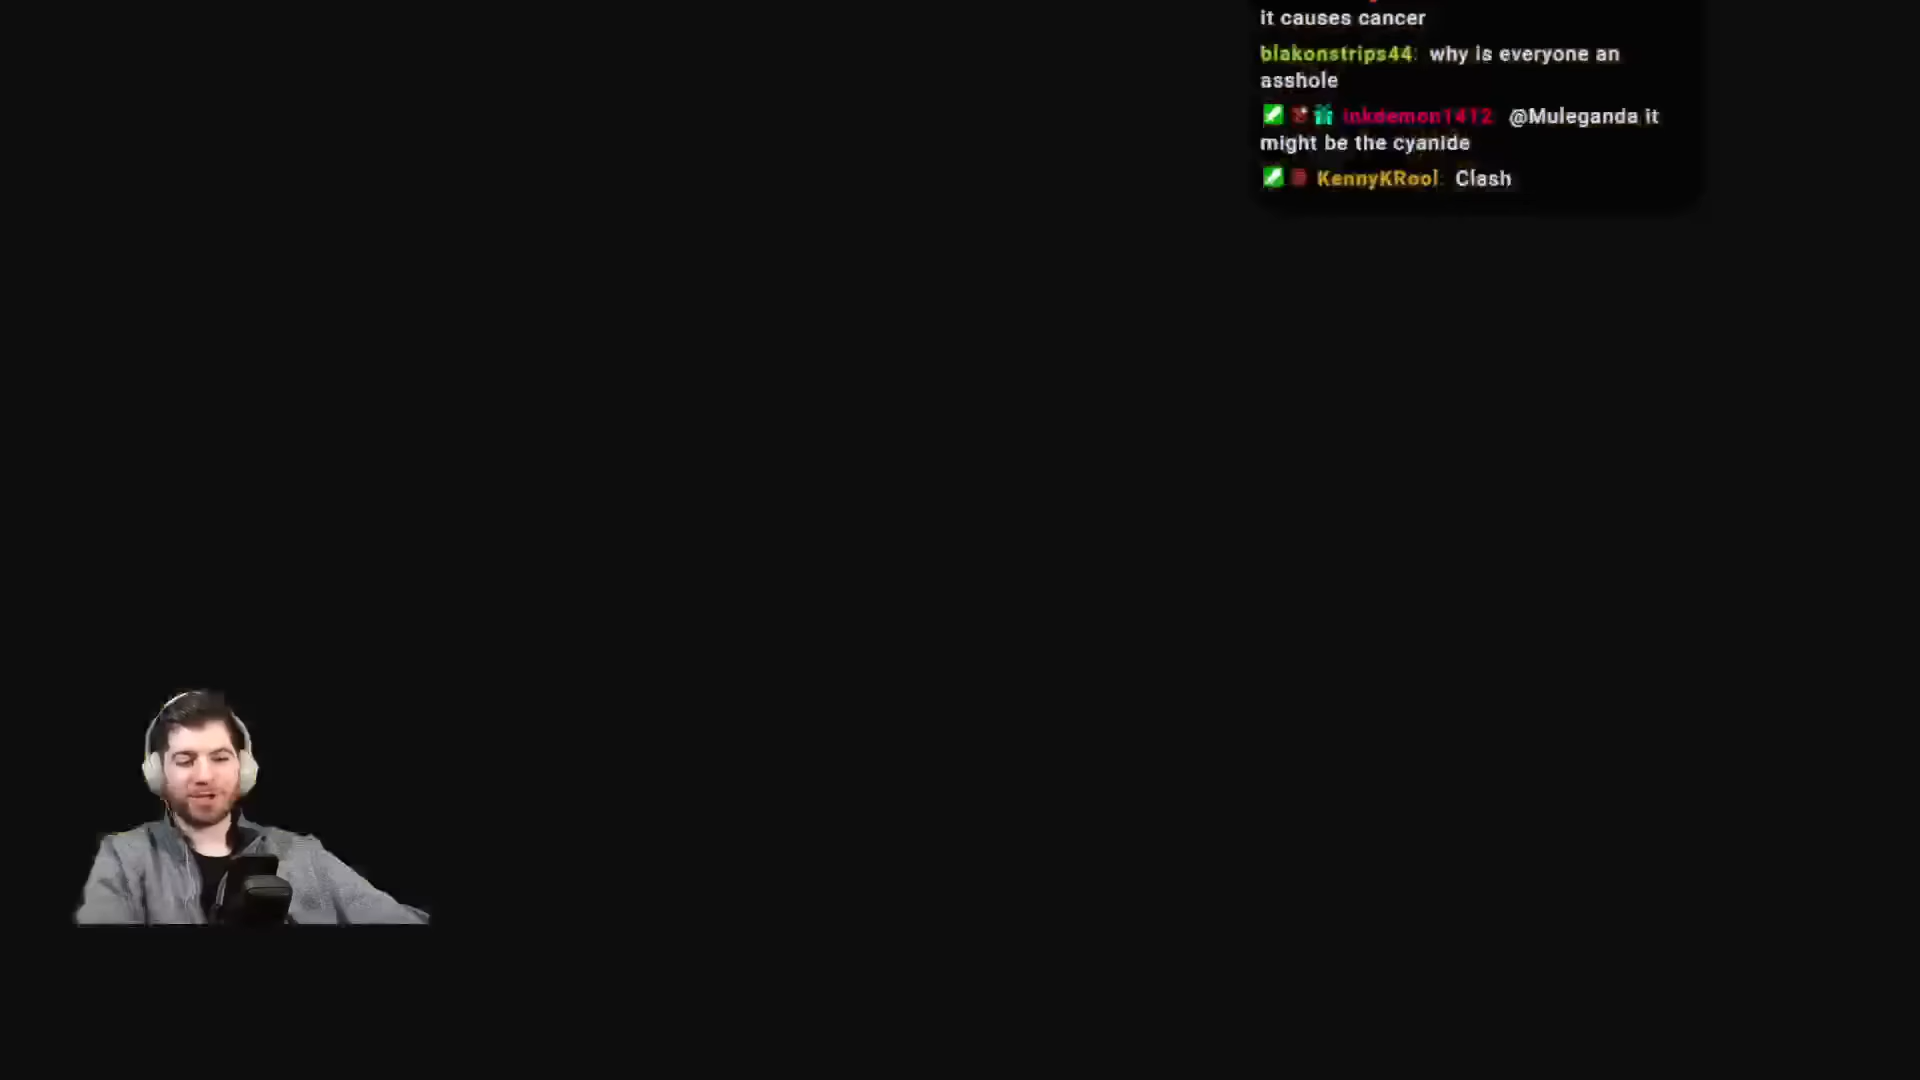 it causes cancer
blakonstrips44: why is everyone an
asshole
inkdemon1412 @Muleganda it
might be the cyanide
KennyKRool: Clash